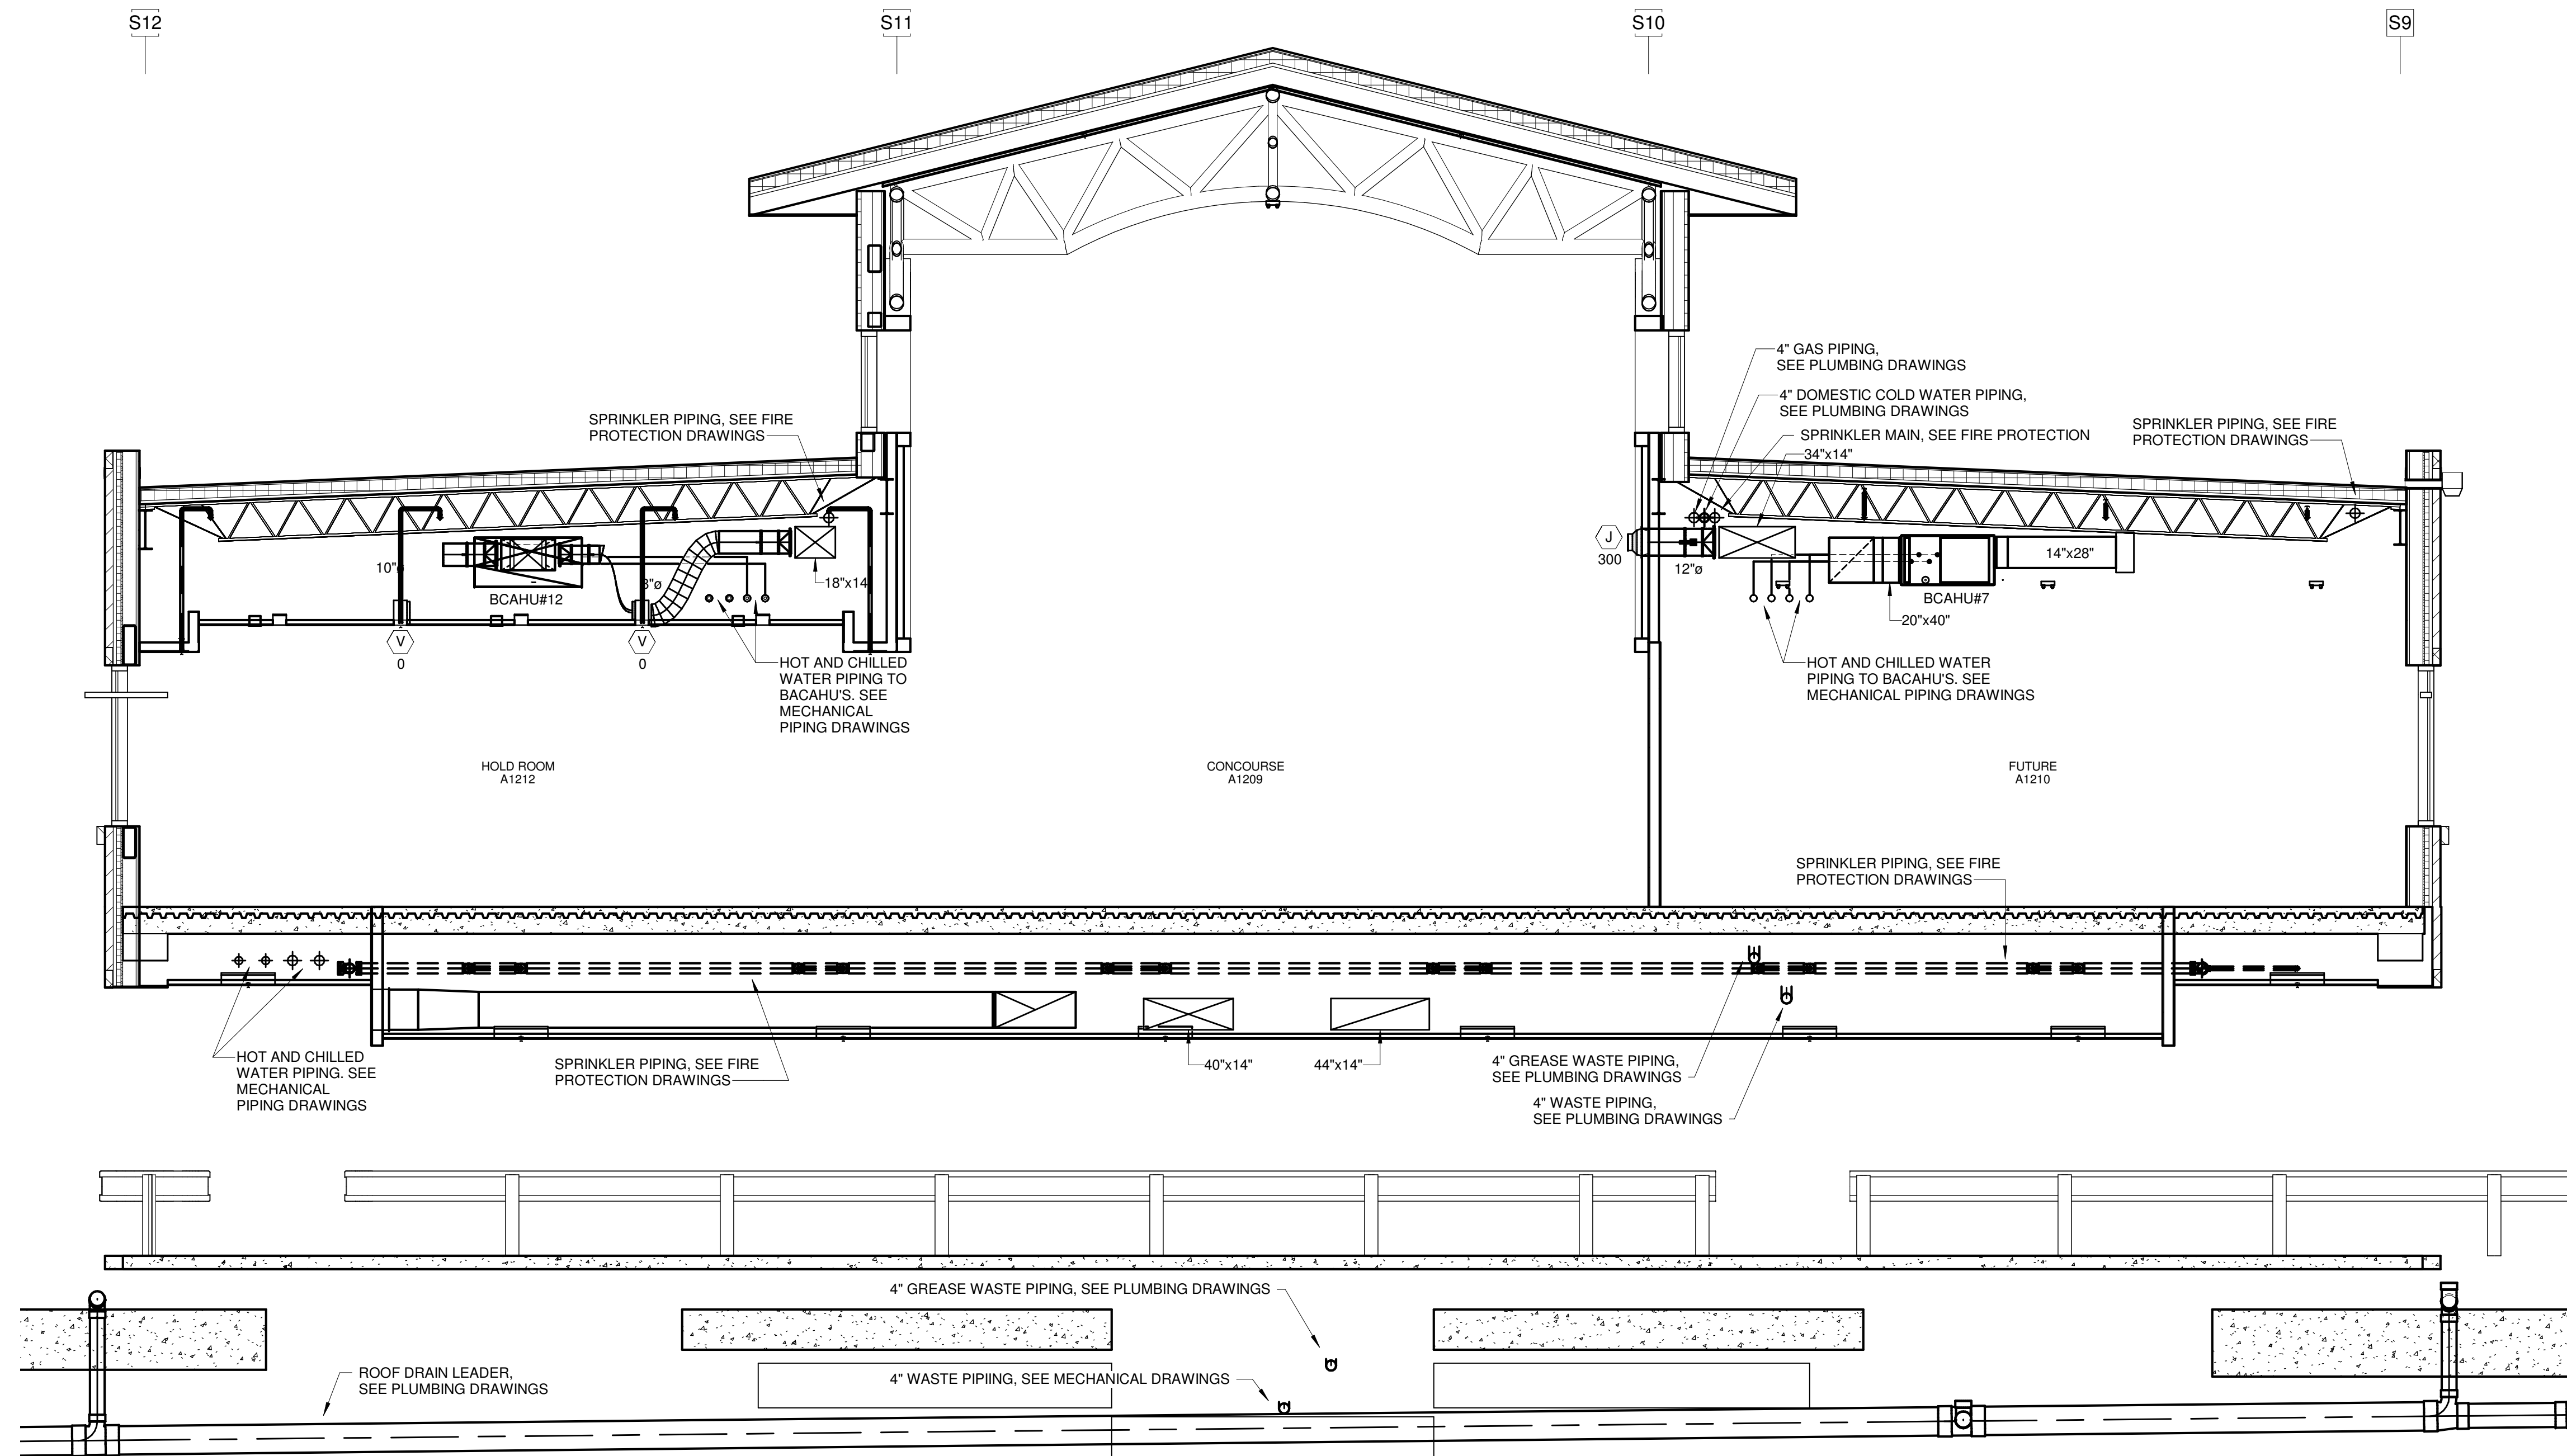 S12
S11
S10
S9
4" GAS PIPING,
SEE PLUMBING DRAWINGS
4" DOMESTIC COLD WATER PIPING,
SEE PLUMBING DRAWINGS
SPRINKLER PIPING, SEE FIRE
PROTECTION DRAWINGS
SPRINKLER MAIN, SEE FIRE PROTECTION
34"x14"
SPRINKLER PIPING, SEE FIRE
PROTECTION DRAWINGS
10"
BCAHU#12
"ø
18"x14
J
300
12"ø
14"x28"
BCAHU#7
20"x40"
V
0
V
0
HOT AND CHILLED
WATER PIPING TO
BACAHU'S. SEE
MECHANICAL
PIPING DRAWINGS
HOT AND CHILLED WATER
PIPING TO BACAHU'S. SEE
MECHANICAL PIPING DRAWINGS
HOLD ROOM
A1212
CONCOURSE
A1209
FUTURE
A1210
SPRINKLER PIPING, SEE FIRE
PROTECTION DRAWINGS
HOT AND CHILLED
WATER PIPING. SEE
MECHANICAL
PIPING DRAWINGS
SPRINKLER PIPING, SEE FIRE
PROTECTION DRAWINGS
40"x14"
44"x14"
4" GREASE WASTE PIPING,
SEE PLUMBING DRAWINGS
4" WASTE PIPING,
SEE PLUMBING DRAWINGS
4" GREASE WASTE PIPING, SEE PLUMBING DRAWINGS
ROOF DRAIN LEADER,
SEE PLUMBING DRAWINGS
4" WASTE PIPIING, SEE MECHANICAL DRAWINGS